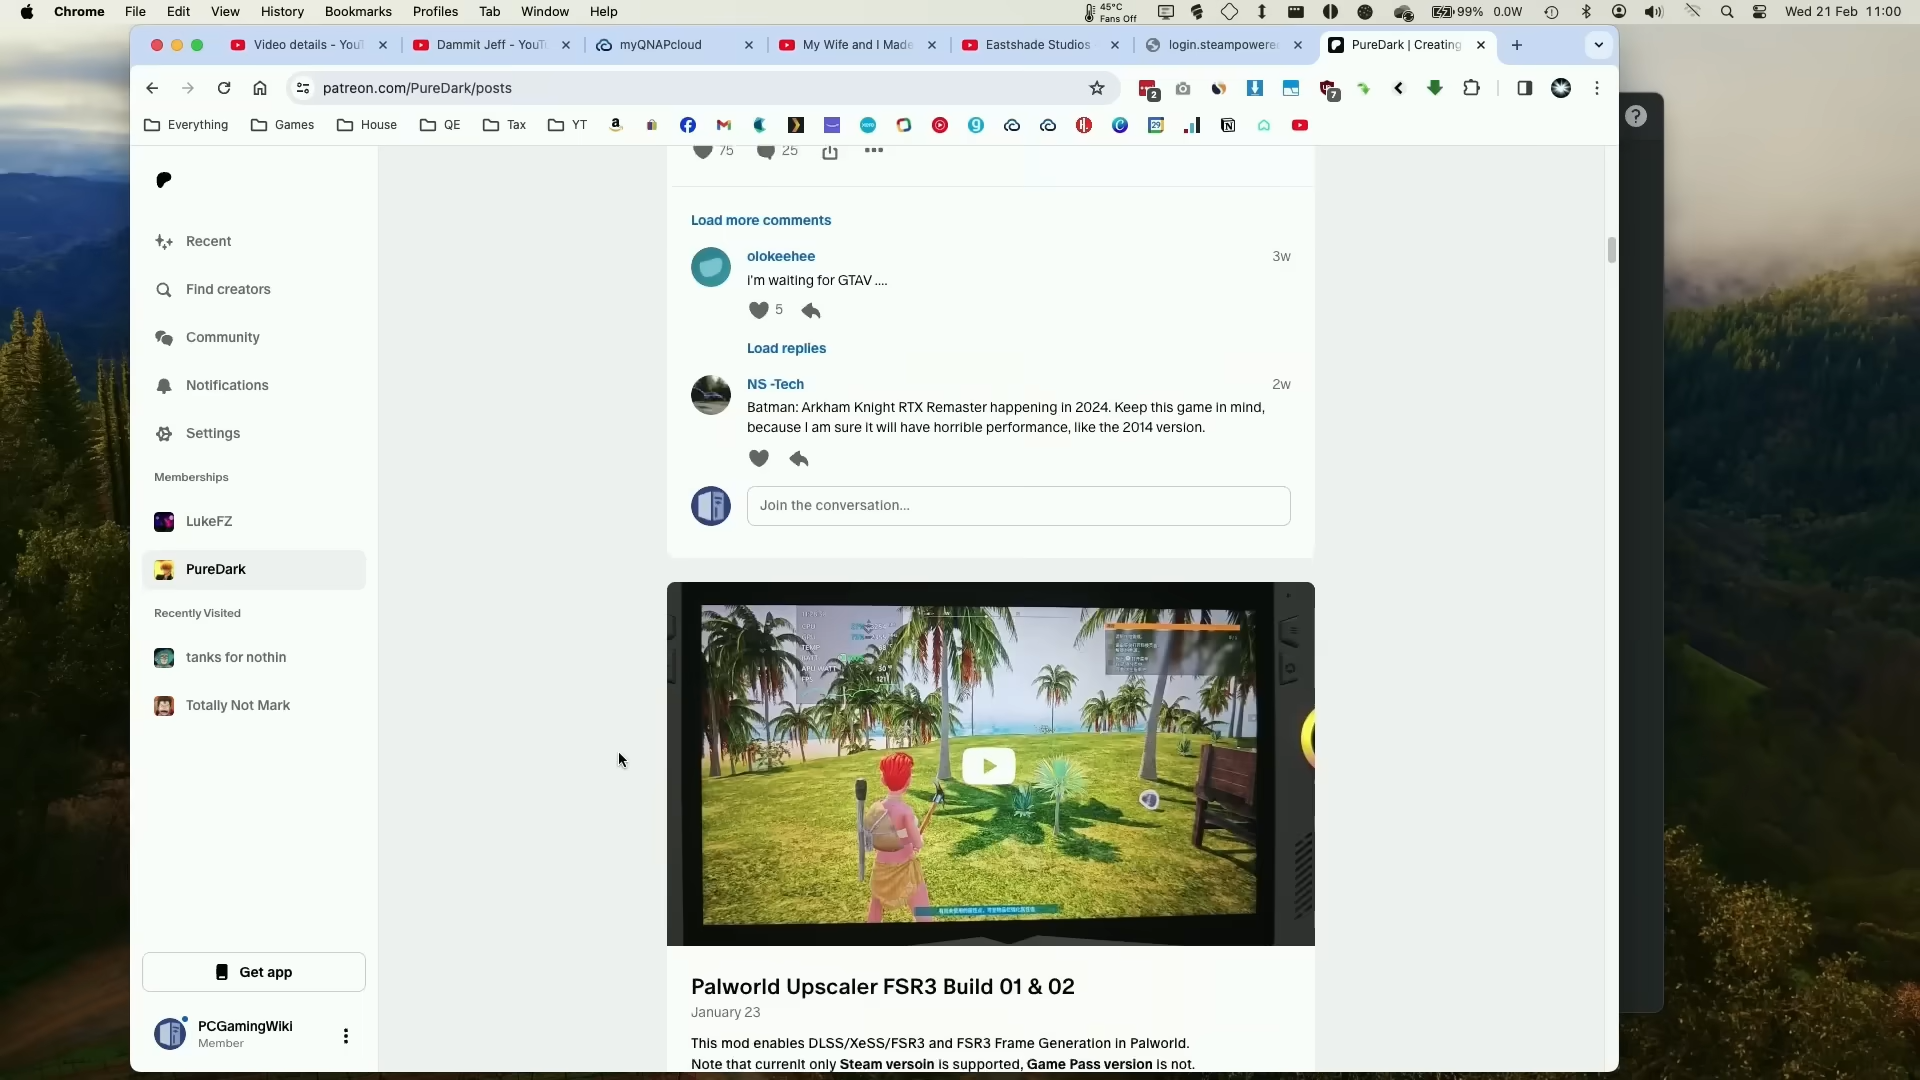 Chrome File Edit View History Bookmarks Profiles Tab Window Help
45°C
Fans Off
99% 0.0W
Wed 21 Feb 11:00
Video details - YouT
Dammit Jeff - YouTu
myQNAPcloud
My Wife and I Made
Eastshade Studios
login.steampowere
PureDark | Creating
patreon.com/PureDark/posts
2
7
Everything Games House QE Tax YT
Recent
Find creators
Community
Notifications
Settings
Memberships
LukeFZ
PureDark
Recently Visited
tanks for nothin
Totally Not Mark
Get app
PCGamingWiki
Member
75 25
Load more comments
olokeehee 3w
i'm waiting for GTAV ....
5
Load replies
NS -Tech 2w
Batman: Arkham Knight RTX Remaster happening in 2024. Keep this game in mind,
because I am sure it will have horrible performance, like the 2014 version.
Join the conversation...
Palworld Upscaler FSR3 Build 01 & 02
January 23
This mod enables DLSS/XeSS/FSR3 and FSR3 Frame Generation in Palworld.
Note that currenlt only Steam versoin is supported, Game Pass version is not.